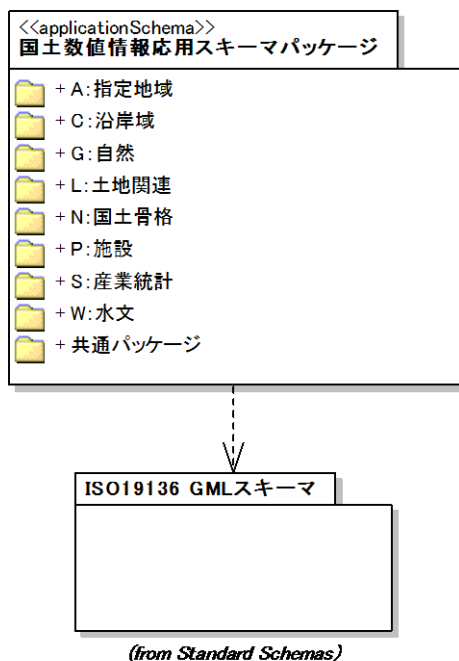 <<applicationSchema>>
国土数値情報応用スキーマパッケージ
+ A:指定地域
+ C:沿岸域
+ G:自然
+ L:土地関連
+ N:国土骨格
+ P:施設
+ S:産業統計
+ W:水文
+ 共通パッケージ
ISO19136 GMLスキーマ
(from Standard Schemas)